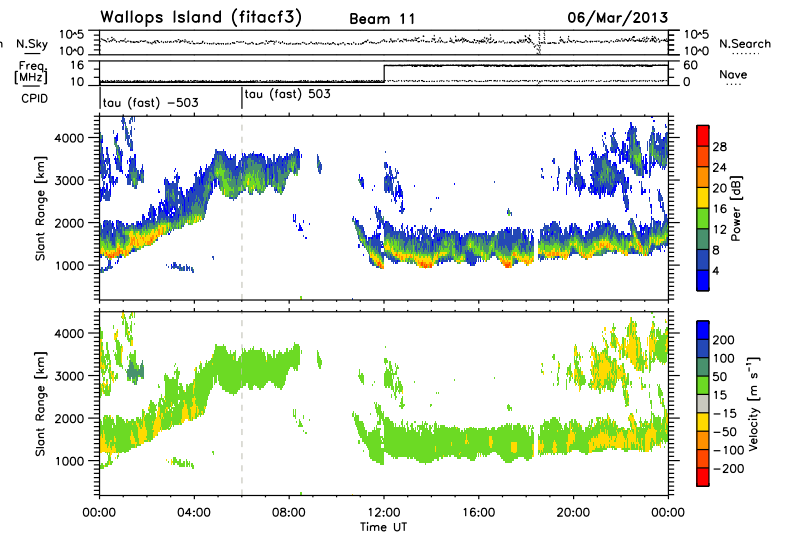 Wallops Island (fitacf3) Beam 11 06/Mar/2013
N.Sky 10^5 10^0 10^5 10^0 N.Search
Freq. [MHz] 16 10 60 0 Nave
CPID tau (fast) −503 tau (fast) 503
Slant Range [km] 4000 3000 2000 1000
Power [dB] 28 24 20 16 12 8 4
Slant Range [km] 4000 3000 2000 1000
Velocity [m s⁻¹] 200 100 50 15 −15 −50 −100 −200
00:00 04:00 08:00 12:00 16:00 20:00 00:00
Time UT